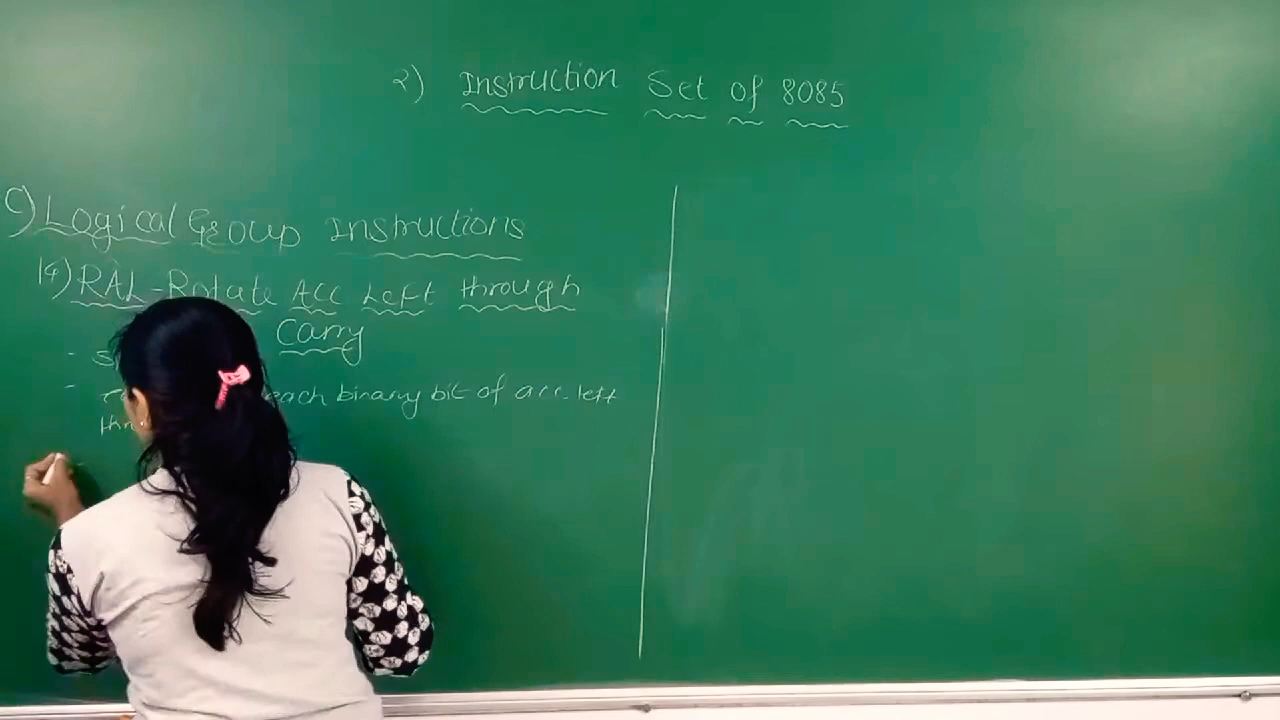 2) Instruction Set of 8085
C) Logical Group Instructions
14) RAL - Rotate Acc Left through
Carry
-
- each binary bit of acc. left